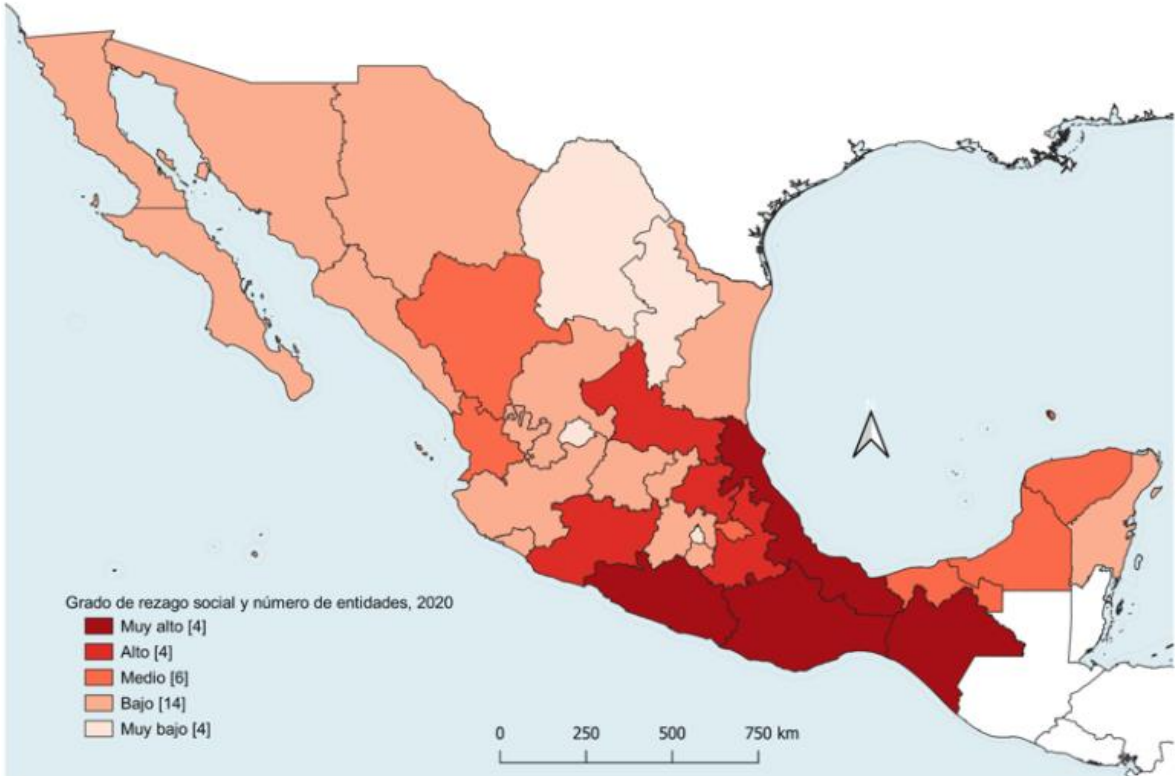 Grado de rezago social y número de entidades, 2020
Muy alto [4]
Alto [4]
Medio [6]
Bajo [14]
Muy bajo [4]
0 250 500 750 km